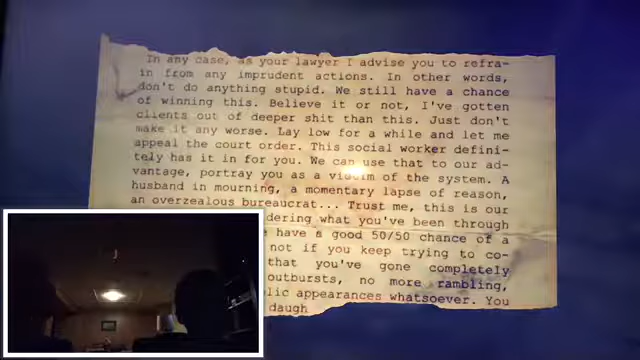 In any case, as your lawyer I advise you to refra-
in from any imprudent actions. In other words,
don't do anything stupid. We still have a chance
of winning this. Believe it or not, I've gotten
clients out of deeper shit than this. Just don't
make it any worse. Lay low for a while and let me
appeal the court order. This social worker defini-
tely has it in for you. We can use that to our ad-
vantage, portray you as a victim of the system. A
husband in mourning, a momentary lapse of reason,
an overzealous bureaucrat... Trust me, this is our
dering what you've been through
have a good 50/50 chance of a
not if you keep trying to co-
that you've gone completely
outbursts, no more rambling,
lic appearances whatsoever. You
daugh